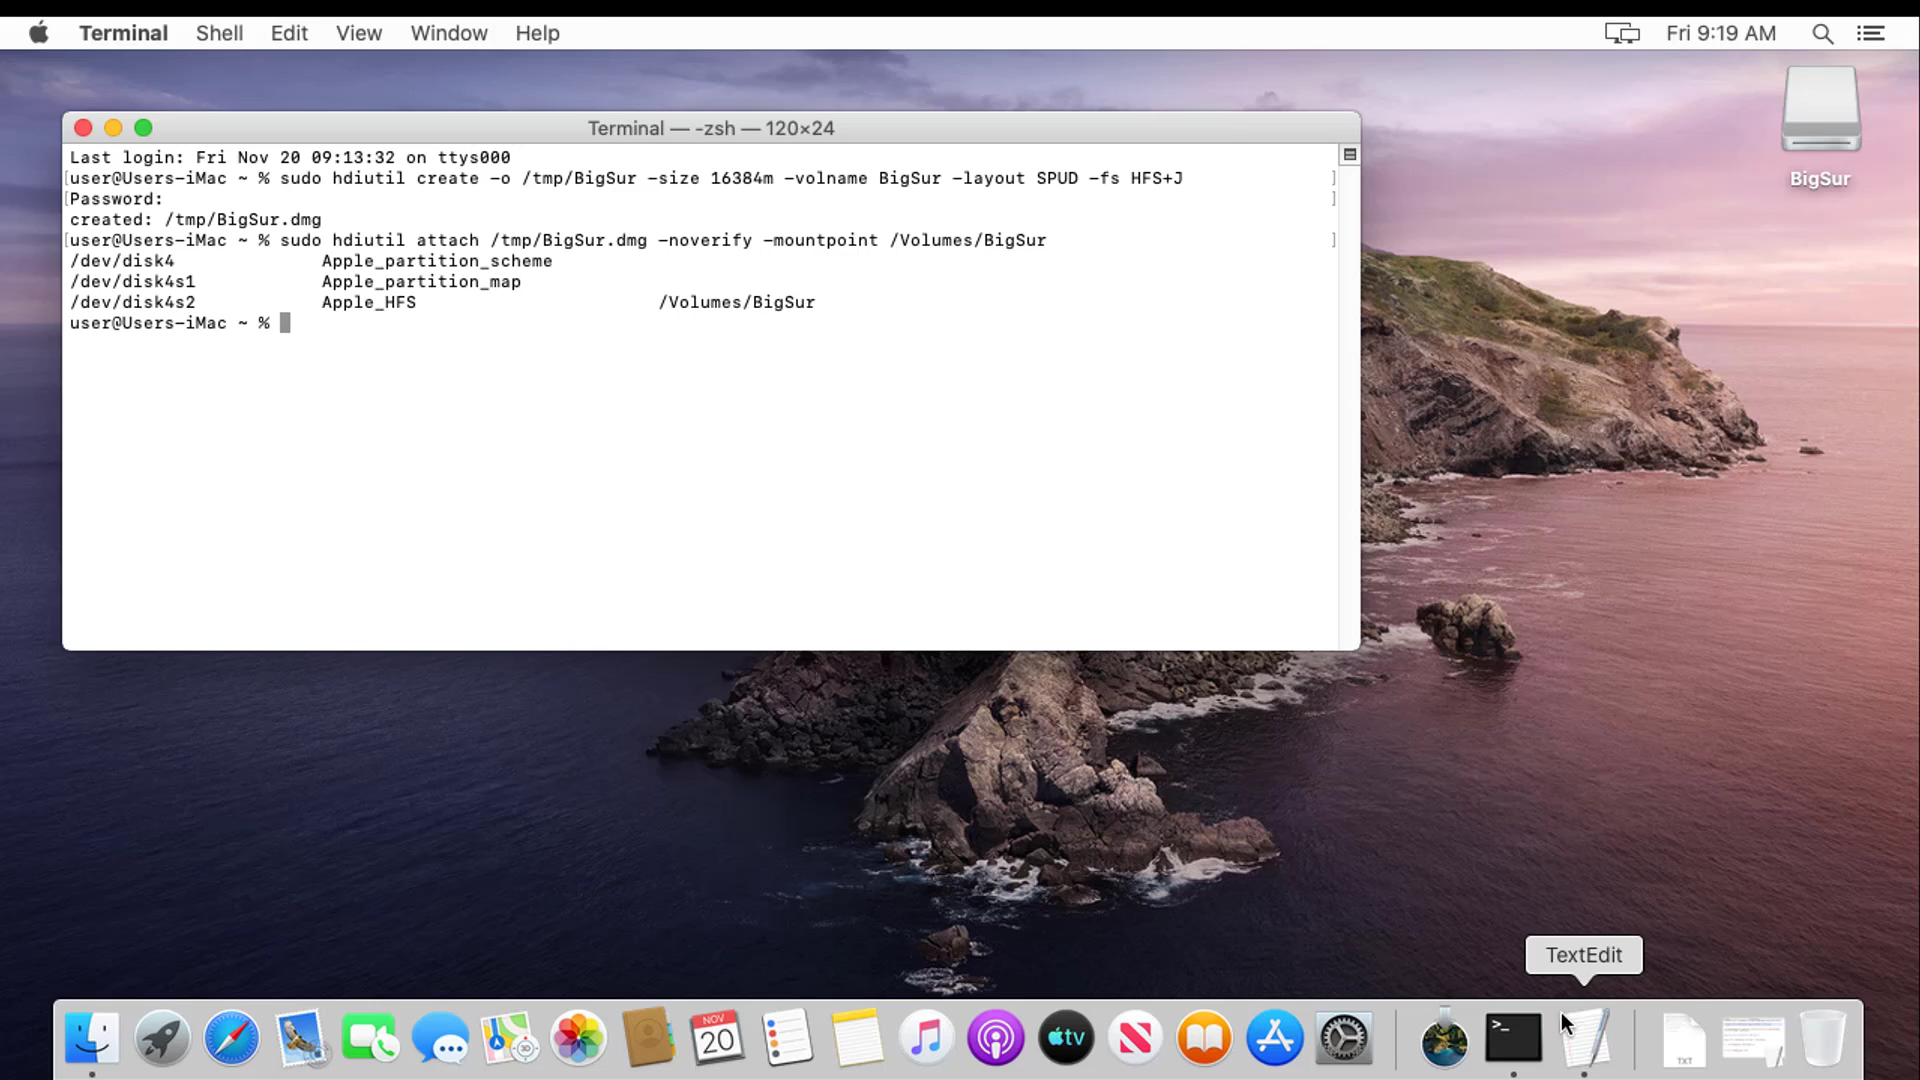 Terminal Shell Edit View Window Help Fri 9:19 AM
BigSur
Terminal — -zsh — 120×24
Last login: Fri Nov 20 09:13:32 on ttys000
[user@Users-iMac ~ % sudo hdiutil create -o /tmp/BigSur -size 16384m -volname BigSur -layout SPUD -fs HFS+J ]
[Password: ]
created: /tmp/BigSur.dmg
[user@Users-iMac ~ % sudo hdiutil attach /tmp/BigSur.dmg -noverify -mountpoint /Volumes/BigSur ]
/dev/disk4 Apple_partition_scheme
/dev/disk4s1 Apple_partition_map
/dev/disk4s2 Apple_HFS /Volumes/BigSur
user@Users-iMac ~ %
TextEdit
NOV
20
3D
tv
>_
TXT